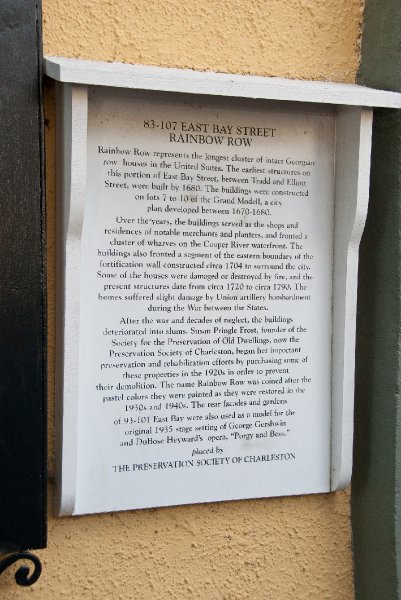 83-107 EAST BAY STREET
RAINBOW ROW
Rainbow Row represents the longest cluster of intact Georgian
row houses in the United States. The earliest structures on
this portion of East Bay Street, between Tradd and Elliott
Street, were built by 1680. The buildings were constructed
on lots 7 to 10 of the Grand Modell, a city
plan developed between 1670-1680.
Over the years, the buildings served as the shops and
residences of notable merchants and planters, and fronted a
cluster of wharves on the Cooper River waterfront. The
buildings also fronted a segment of the eastern boundary of the
fortification wall constructed circa 1704 to surround the city.
Some of the houses were damaged or destroyed by fire, and the
present structures date from circa 1720 to circa 1790. The
homes suffered slight damage by Union artillery bombardment
during the War between the States.
After the war and decades of neglect, the buildings
deteriorated into slums. Susan Pringle Frost, founder of the
Society for the Preservation of Old Dwellings, now the
Preservation Society of Charleston, began her important
preservation and rehabilitation efforts by purchasing some of
these properties in the 1920s in order to prevent
their demolition. The name Rainbow Row was coined after the
pastel colors they were painted as they were restored in the
1930s and 1940s. The rear facades and gardens
of 93-101 East Bay were also used as a model for the
original 1935 stage setting of George Gershwin
and DuBose Heyward's opera, "Porgy and Bess."
placed by
THE PRESERVATION SOCIETY OF CHARLESTON